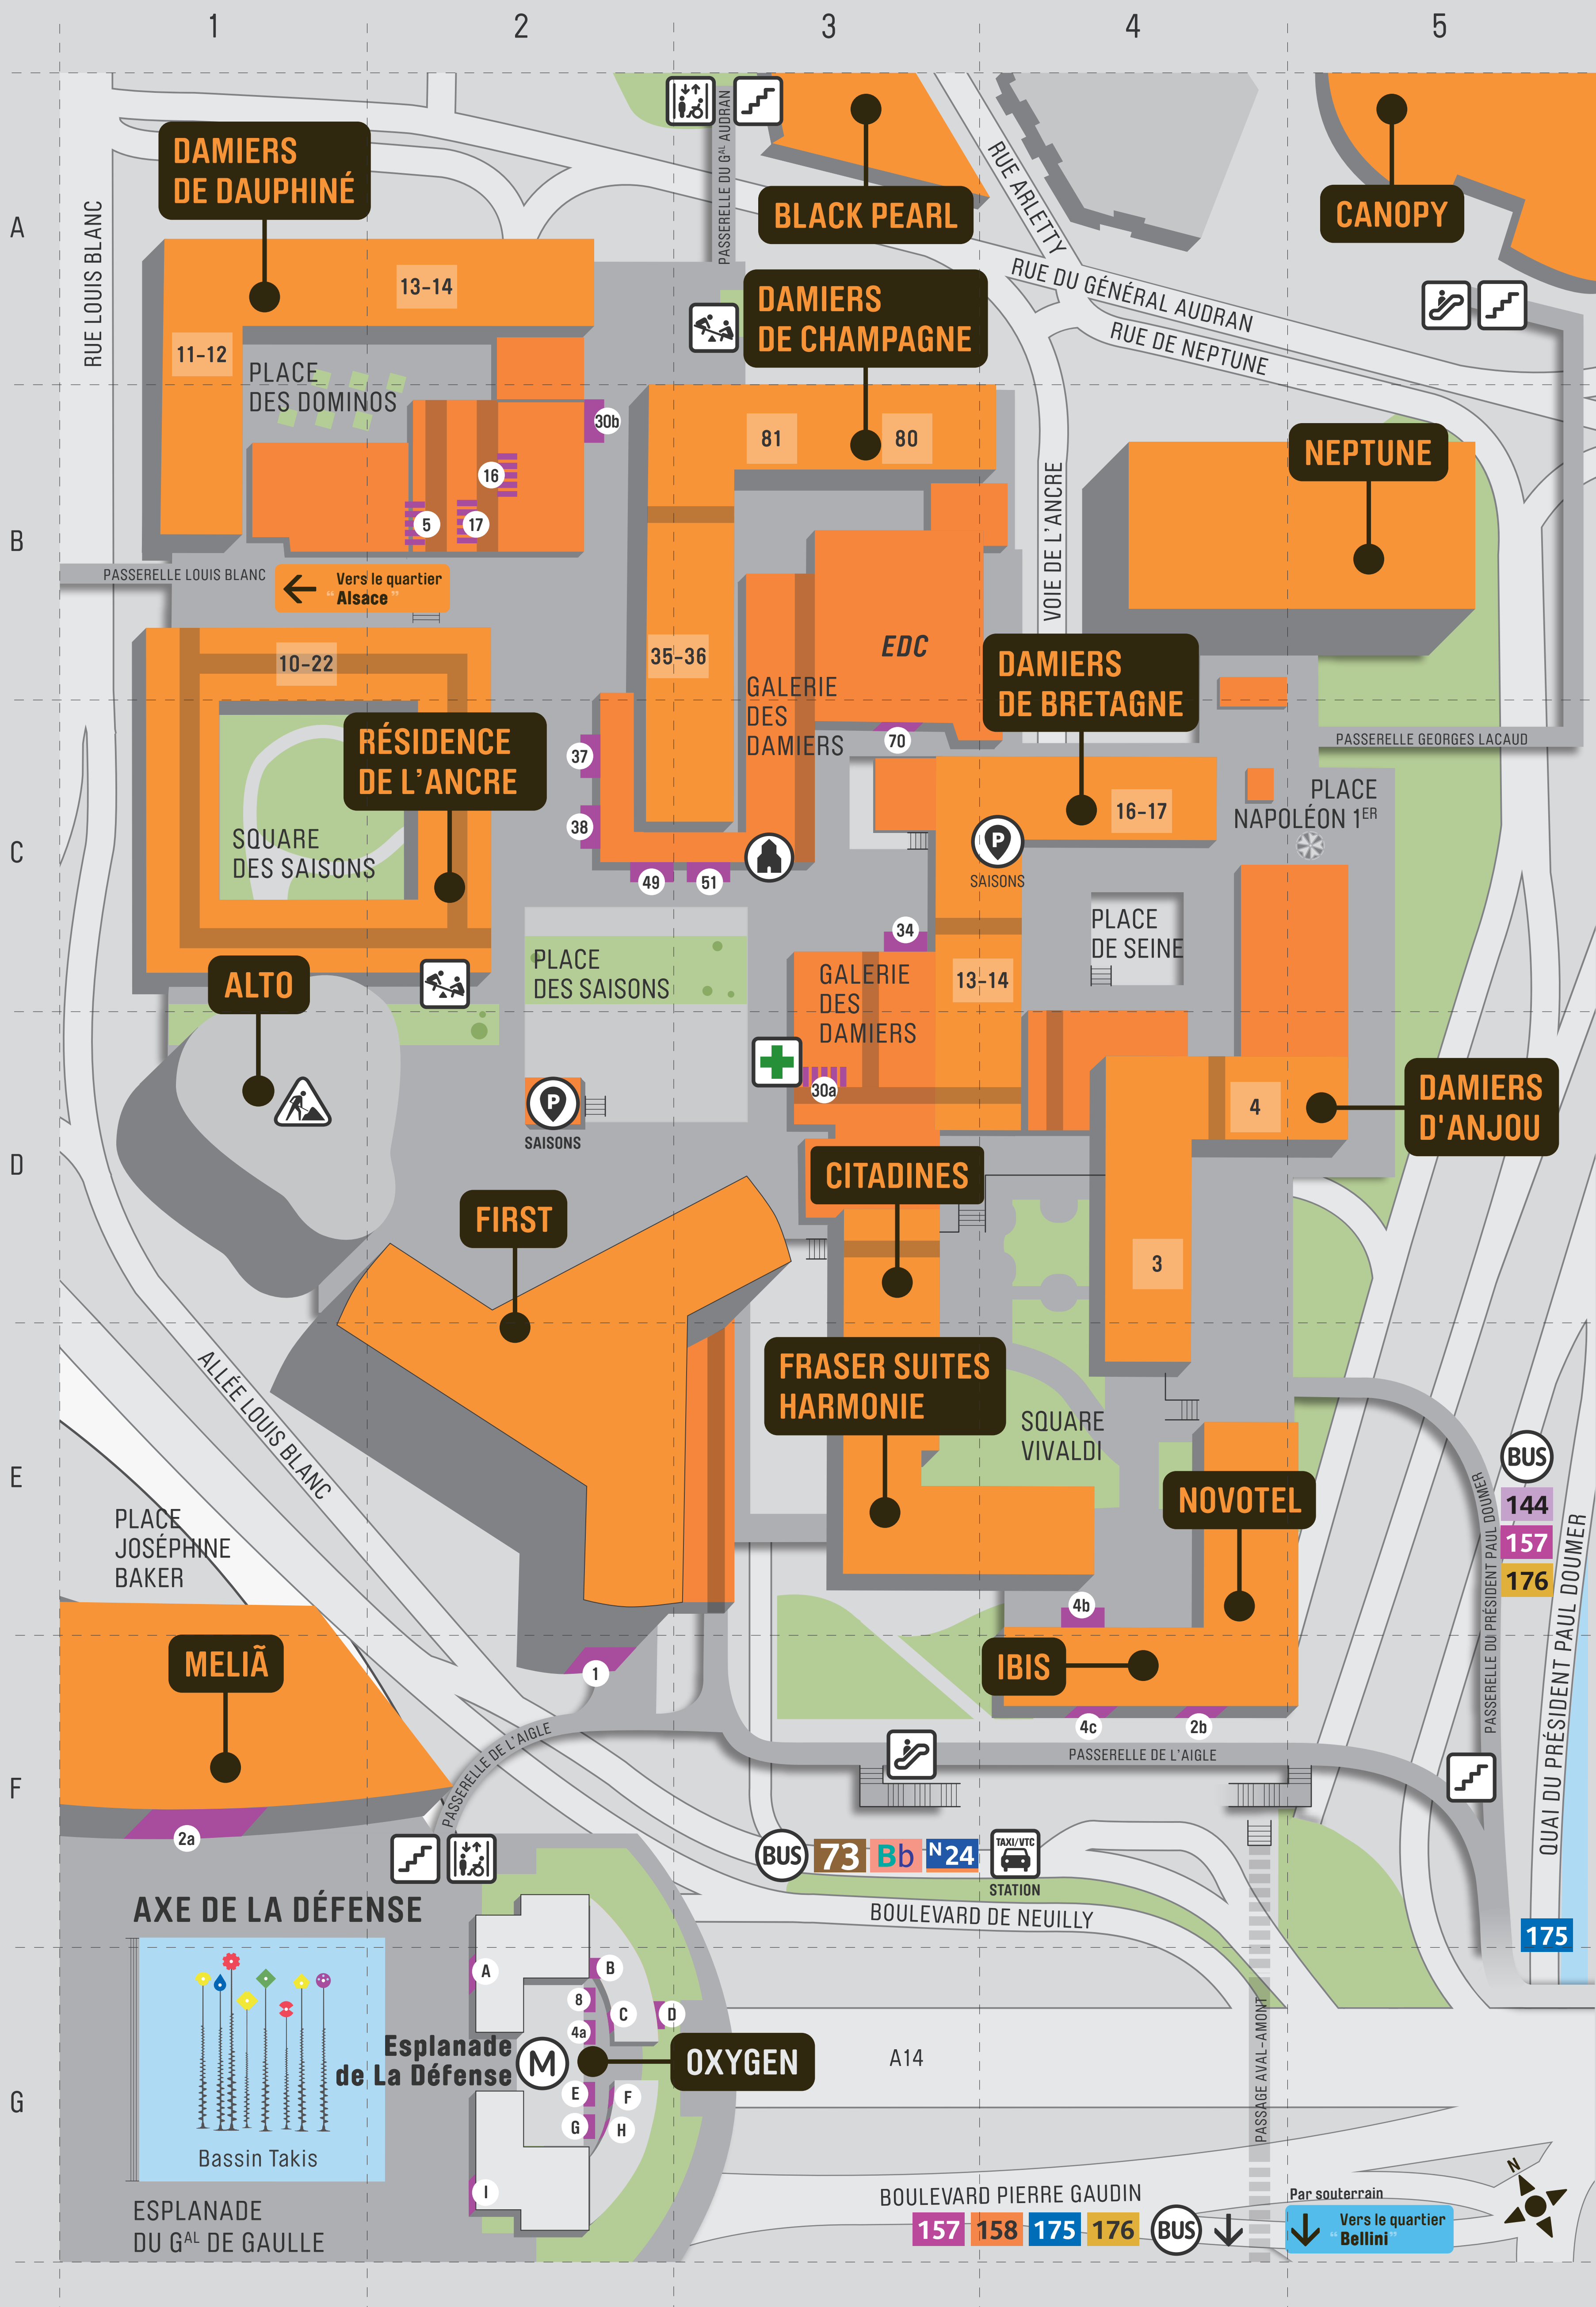 1 2 3 4 5
A
B
C
D
E
F
G
DAMIERS
DE DAUPHINÉ
RUE LOUIS BLANC
13-14
11-12
PLACE
DES DOMINOS
PASSERELLE DU GAL AUDRAN
BLACK PEARL
RUE ARLETTY
CANOPY
RUE DU GÉNÉRAL AUDRAN
RUE DE NEPTUNE
DAMIERS
DE CHAMPAGNE
30b
16
5
17
81
80
NEPTUNE
VOIE DE L'ANCRE
PASSERELLE LOUIS BLANC
Vers le quartier
"Alsace"
10-22
35-36
EDC
GALERIE
DES
DAMIERS
DAMIERS
DE BRETAGNE
70
PASSERELLE GEORGES LACAUD
RÉSIDENCE
DE L'ANCRE
37
38
SQUARE
DES SAISONS
49
51
P
SAISONS
16-17
PLACE
NAPOLÉON 1ER
PLACE
DE SEINE
34
ALTO
PLACE
DES SAISONS
GALERIE
DES
DAMIERS
13-14
30a
P
SAISONS
4
DAMIERS
D'ANJOU
CITADINES
FIRST
3
ALLÉE LOUIS BLANC
FRASER SUITES
HARMONIE
SQUARE
VIVALDI
PLACE
JOSÉPHINE
BAKER
NOVOTEL
BUS
144
157
176
PASSERELLE DU PRÉSIDENT PAUL DOUMER
QUAI DU PRÉSIDENT PAUL DOUMER
4b
MELIÃ
1
IBIS
4c
2b
PASSERELLE DE L'AIGLE
PASSERELLE DE L'AIGLE
2a
BUS
73
Bb
N24
TAXI/VTC
STATION
AXE DE LA DÉFENSE
BOULEVARD DE NEUILLY
175
A
B
8
C
D
4a
Esplanade
de La Défense
M
OXYGEN
A14
E
F
G
H
PASSAGE AVAL-AMONT
Bassin Takis
I
ESPLANADE
DU GAL DE GAULLE
BOULEVARD PIERRE GAUDIN
157
158
175
176
BUS
Par souterrain
Vers le quartier
"Bellini"
N